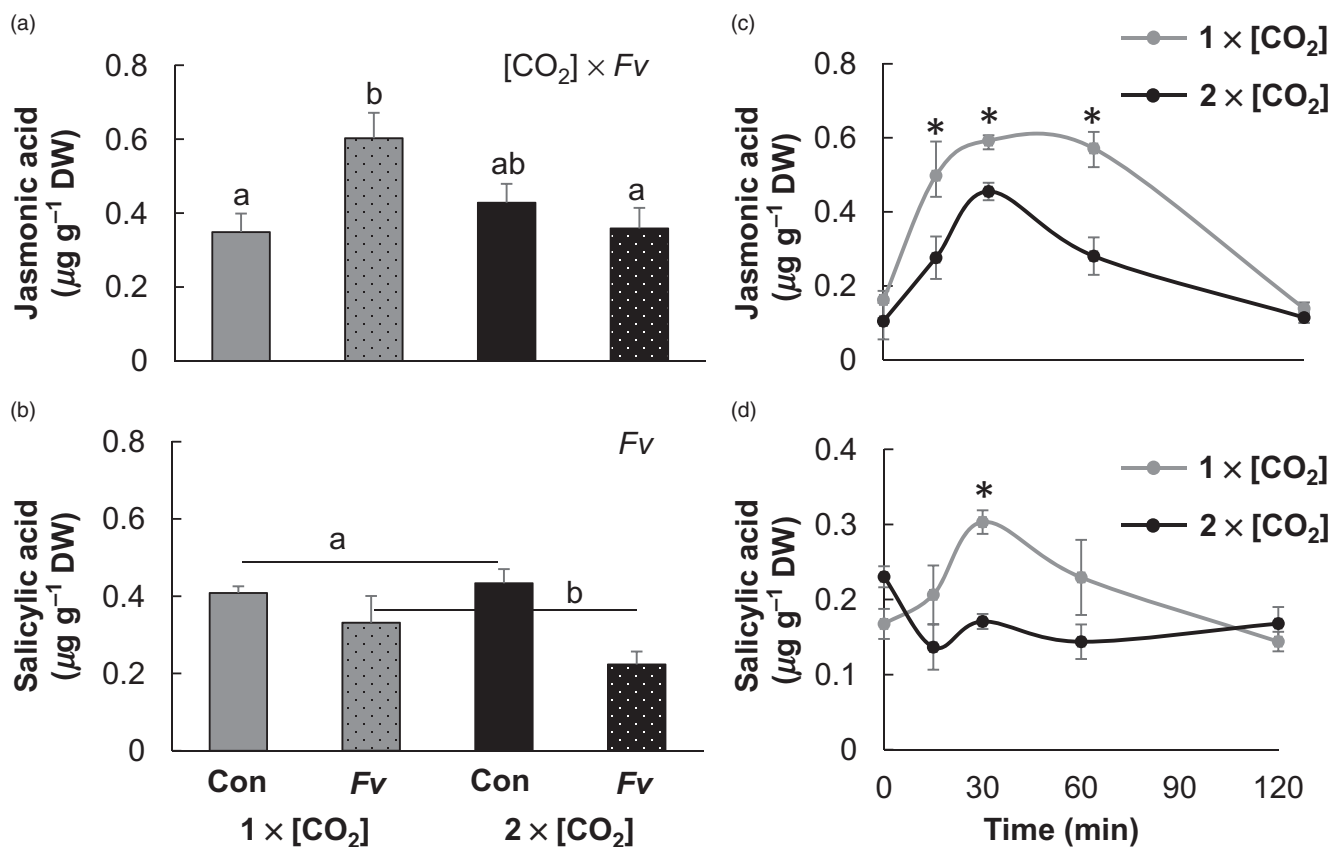 (a)
[CO₂] × Fv
Jasmonic acid
(μg g⁻¹ DW)
0.8
0.6
0.4
0.2
0
a
b
ab
a
(b)
Fv
Salicylic acid
(μg g⁻¹ DW)
0.8
0.6
0.4
0.2
0
a
b
Con Fv Con Fv
1 × [CO₂] 2 × [CO₂]
(c)
1 × [CO₂]
2 × [CO₂]
Jasmonic acid
(μg g⁻¹ DW)
0.8
0.6
0.4
0.2
0
* * *
(d)
1 × [CO₂]
2 × [CO₂]
Salicylic acid
(μg g⁻¹ DW)
0.4
0.3
0.2
0.1
0
*
0 30 60 90 120
Time (min)